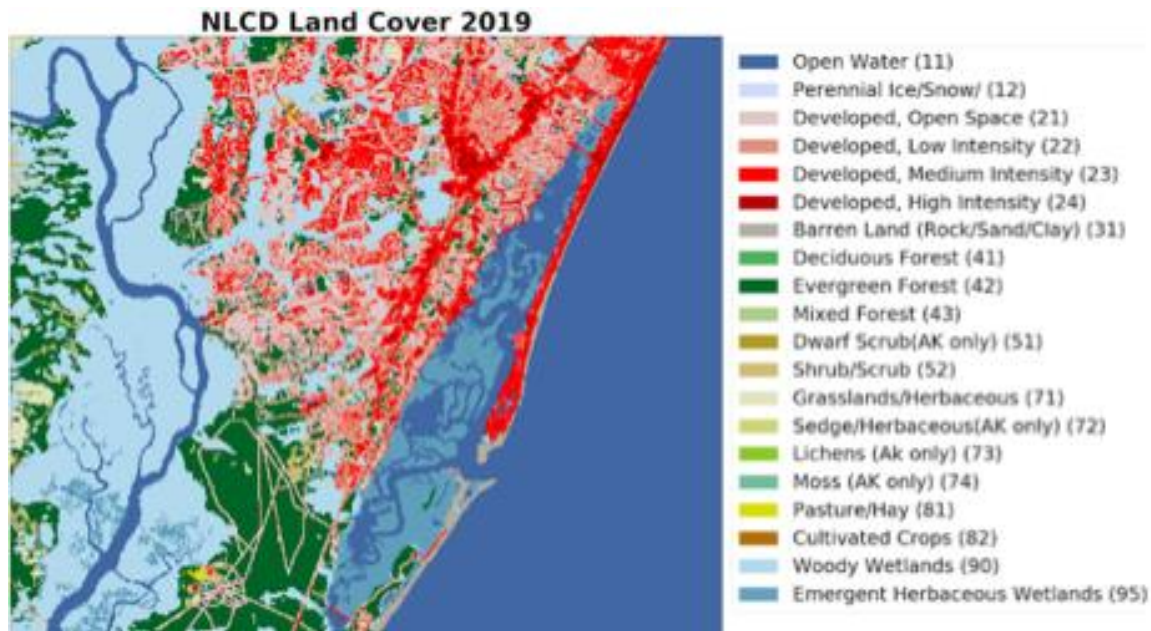 NLCD Land Cover 2019
Open Water (11)
Perennial Ice/Snow/ (12)
Developed, Open Space (21)
Developed, Low Intensity (22)
Developed, Medium Intensity (23)
Developed, High Intensity (24)
Barren Land (Rock/Sand/Clay) (31)
Deciduous Forest (41)
Evergreen Forest (42)
Mixed Forest (43)
Dwarf Scrub(AK only) (51)
Shrub/Scrub (52)
Grasslands/Herbaceous (71)
Sedge/Herbaceous(AK only) (72)
Lichens (Ak only) (73)
Moss (AK only) (74)
Pasture/Hay (81)
Cultivated Crops (82)
Woody Wetlands (90)
Emergent Herbaceous Wetlands (95)